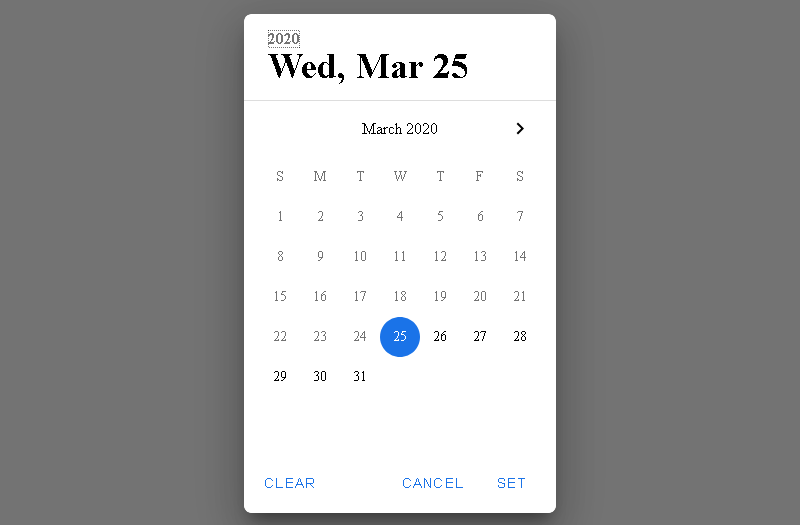 2020
Wed, Mar 25
March 2020
S M T W T F S
1 2 3 4 5 6 7
8 9 10 11 12 13 14
15 16 17 18 19 20 21
22 23 24 25 26 27 28
29 30 31
CLEAR CANCEL SET